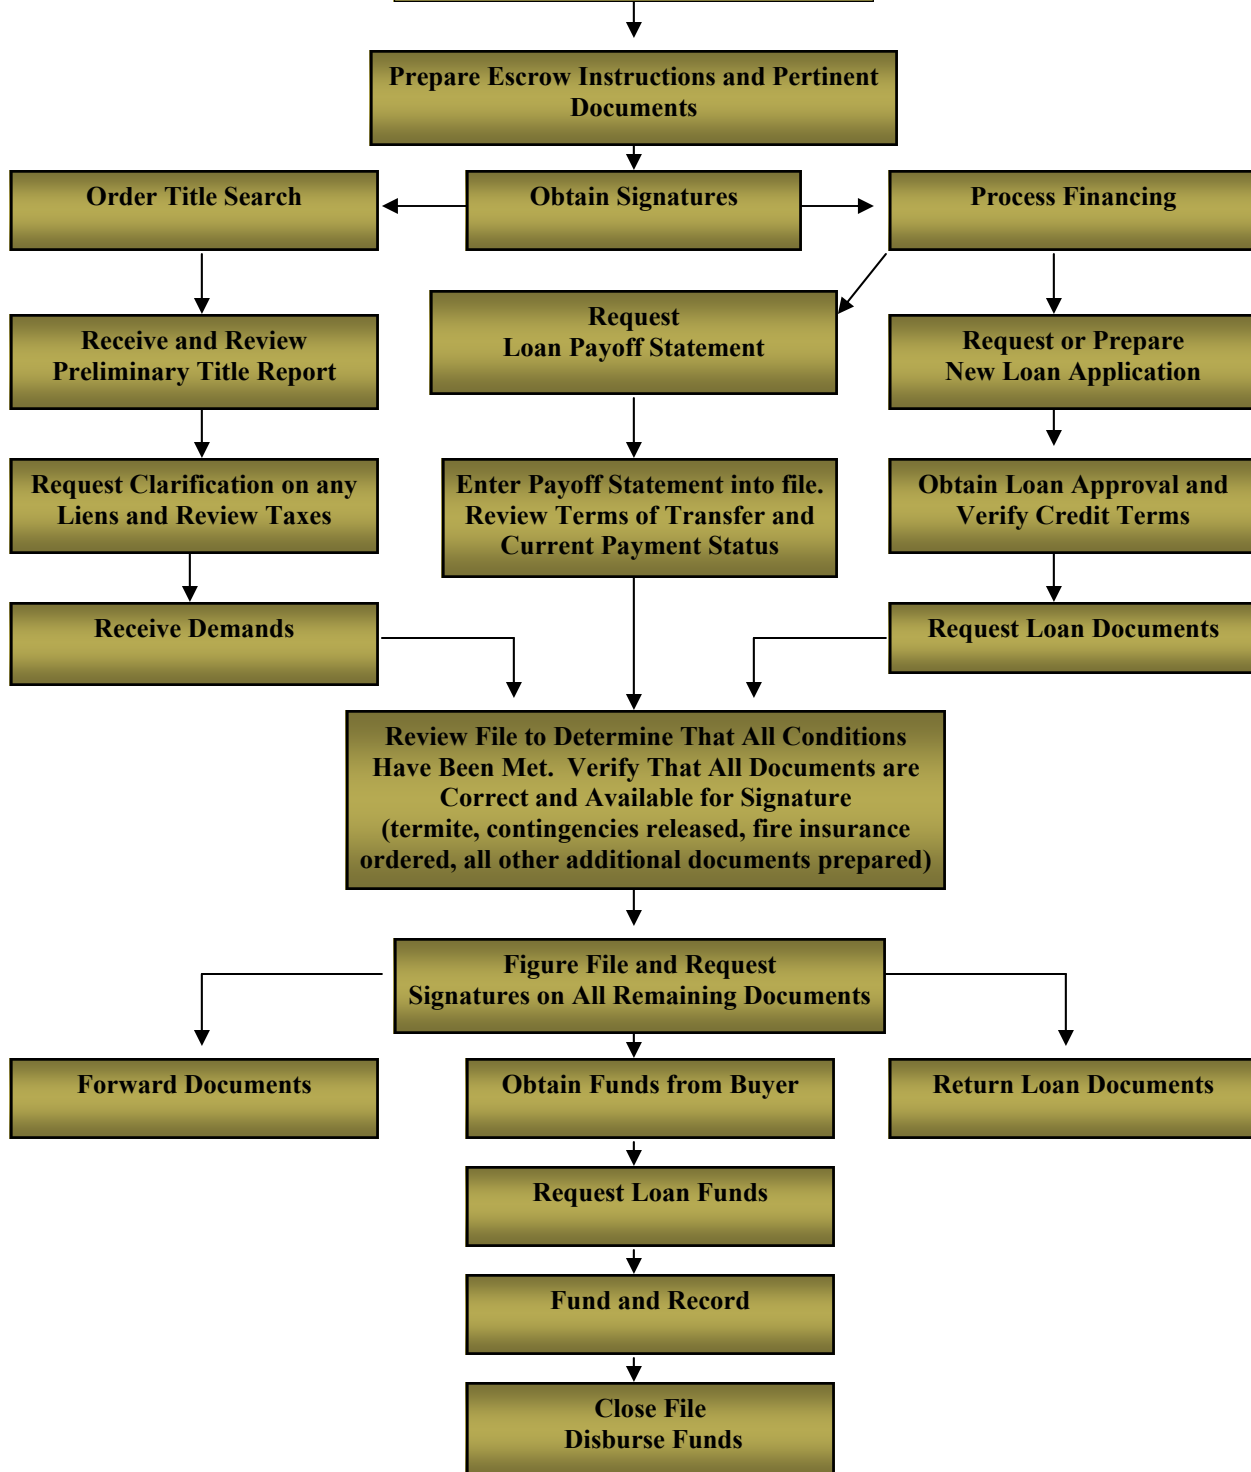 Prepare Escrow Instructions and Pertinent
Documents
Order Title Search
Obtain Signatures
Process Financing
Request
Loan Payoff Statement
Receive and Review
Preliminary Title Report
Request or Prepare
New Loan Application
Request Clarification on any
Liens and Review Taxes
Enter Payoff Statement into file.
Review Terms of Transfer and
Current Payment Status
Obtain Loan Approval and
Verify Credit Terms
Receive Demands
Request Loan Documents
Review File to Determine That All Conditions
Have Been Met.  Verify That All Documents are
Correct and Available for Signature
(termite, contingencies released, fire insurance
ordered, all other additional documents prepared)
Figure File and Request
Signatures on All Remaining Documents
Forward Documents
Obtain Funds from Buyer
Return Loan Documents
Request Loan Funds
Fund and Record
Close File
Disburse Funds